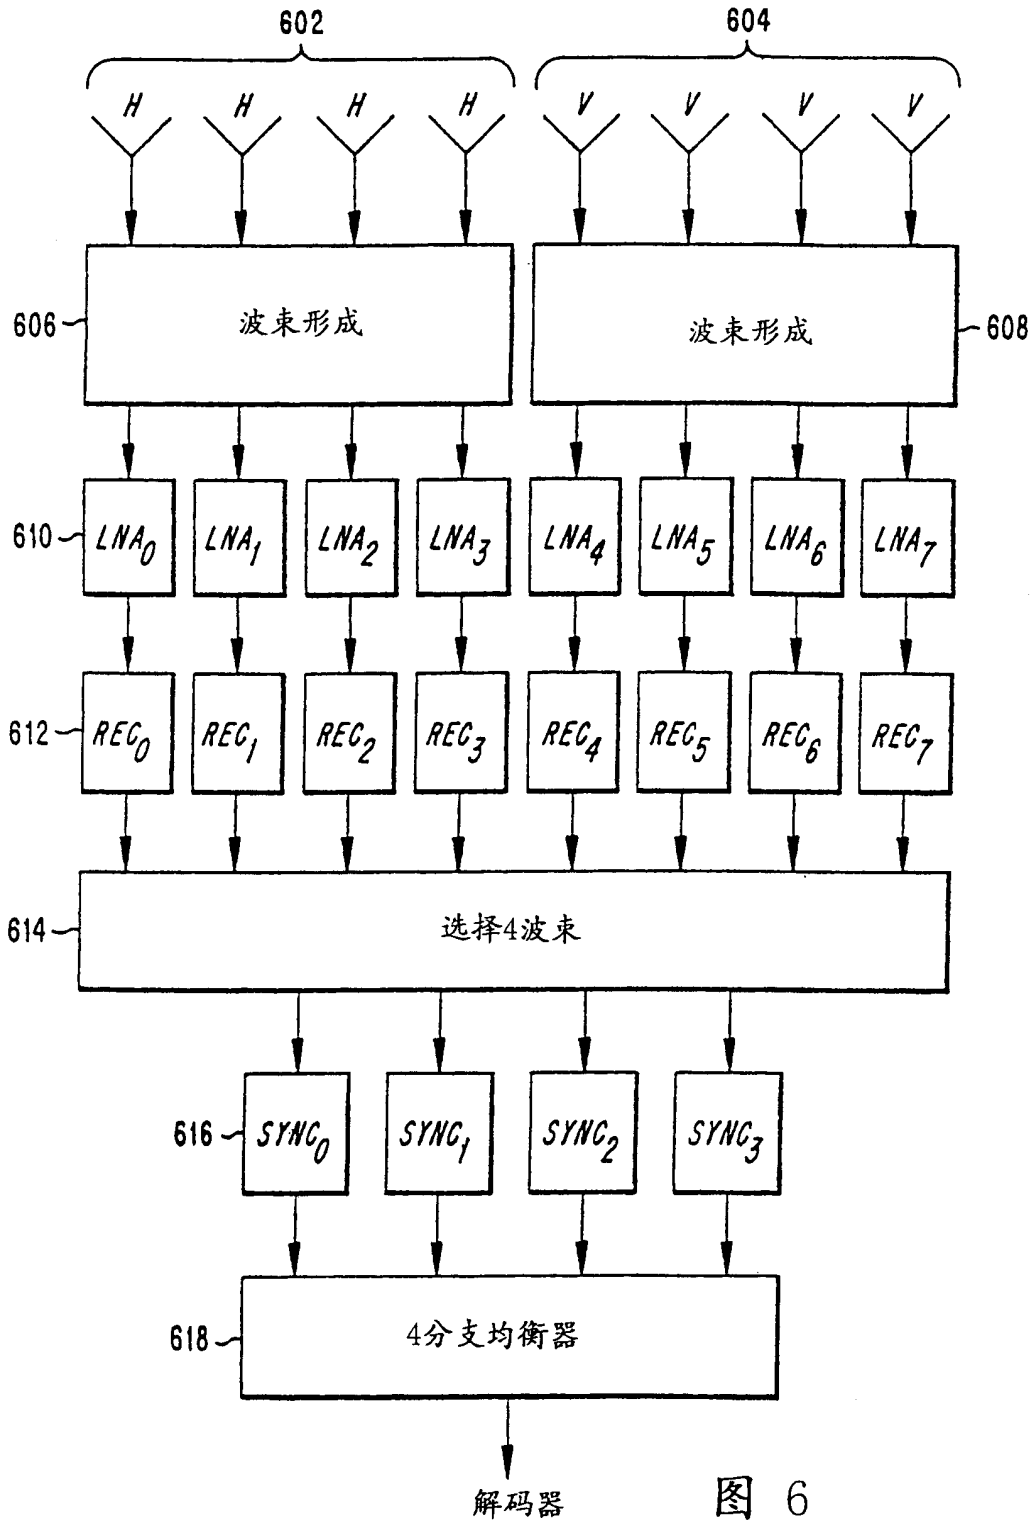 602 604
H H H H V V V V
606 波束形成 波束形成 608
610 LNA0 LNA1 LNA2 LNA3 LNA4 LNA5 LNA6 LNA7
612 REC0 REC1 REC2 REC3 REC4 REC5 REC6 REC7
614 选择4波束
616 SYNC0 SYNC1 SYNC2 SYNC3
618 4分支均衡器
解码器
图 6